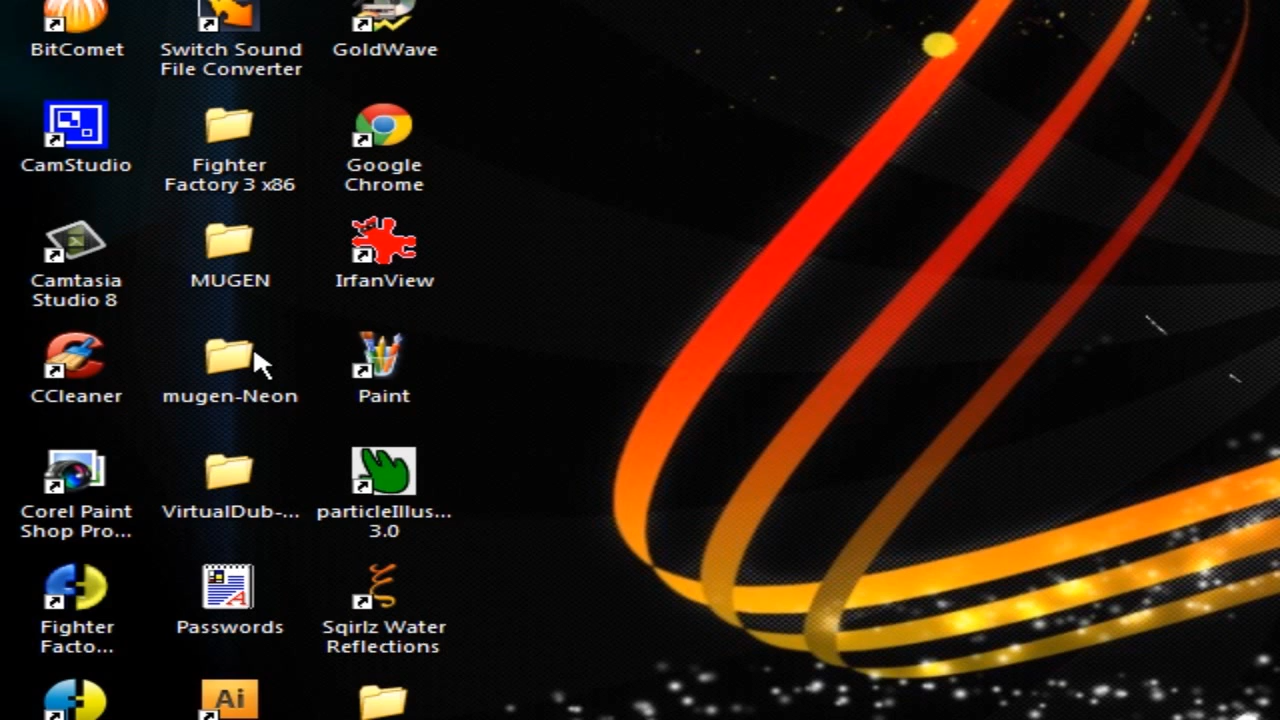 BitComet
Switch Sound
File Converter
GoldWave
CamStudio
Fighter
Factory 3 x86
Google
Chrome
Camtasia
Studio 8
MUGEN
IrfanView
CCleaner
mugen-Neon
Paint
Corel Paint
Shop Pro...
VirtualDub-...
particleIllus...
3.0
Fighter
Facto...
Passwords
Sqirlz Water
Reflections
Ai